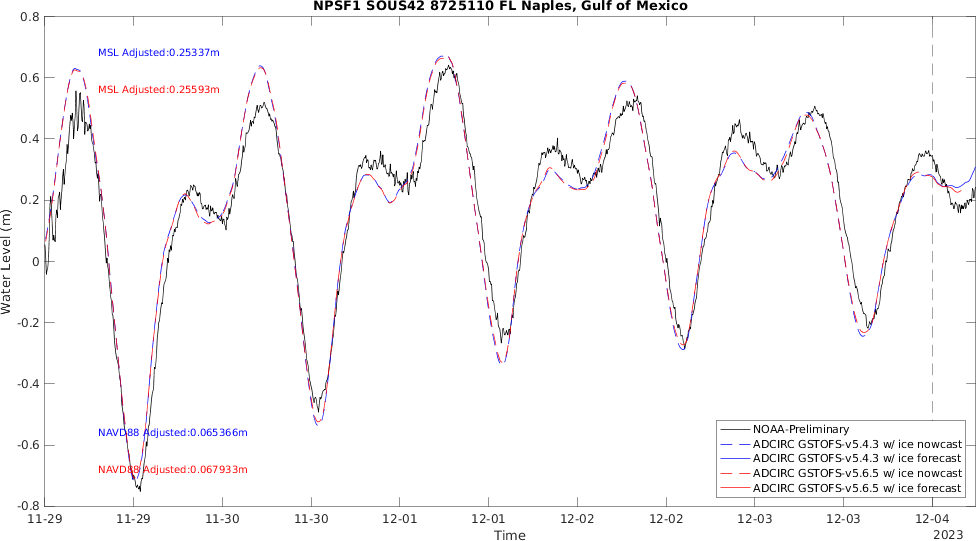 NPSF1 SOUS42 8725110 FL Naples, Gulf of Mexico
0.8
0.6
0.4
0.2
0
-0.2
-0.4
-0.6
-0.8
Water Level (m)
MSL Adjusted:0.25337m
MSL Adjusted:0.25593m
NAVD88 Adjusted:0.065366m
NAVD88 Adjusted:0.067933m
NOAA-Preliminary
ADCIRC GSTOFS-v5.4.3 w/ ice nowcast
ADCIRC GSTOFS-v5.4.3 w/ ice forecast
ADCIRC GSTOFS-v5.6.5 w/ ice nowcast
ADCIRC GSTOFS-v5.6.5 w/ ice forecast
11-29 11-29 11-30 11-30 12-01 12-01 12-02 12-02 12-03 12-03 12-04
Time
2023